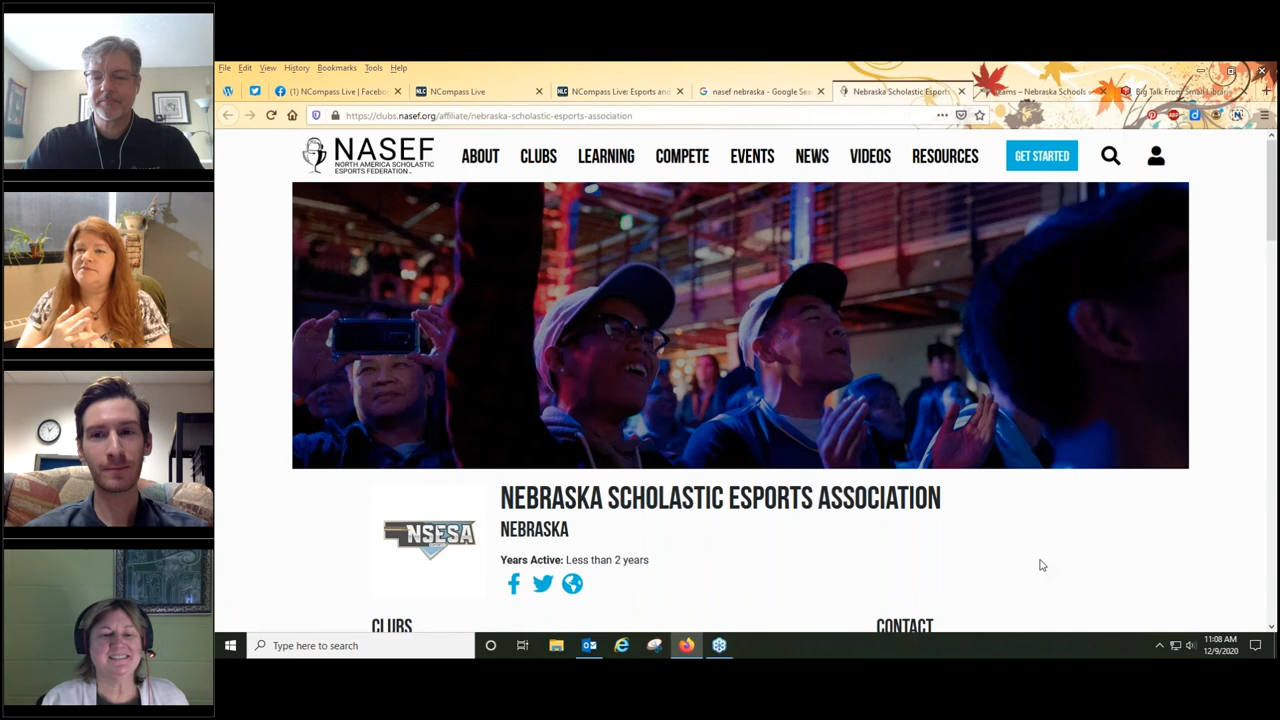 File Edit View History Bookmarks Tools Help
(1) NCompass Live | Facebo
NLC NCompass Live
NLC NCompass Live: Esports and
nasef nebraska - Google Sea
Nebraska Scholastic Esports
Teams – Nebraska Schools
Big Talk From Small Librar
https://clubs.nasef.org/affiliate/nebraska-scholastic-esports-association
NASEF
NORTH AMERICA SCHOLASTIC
ESPORTS FEDERATION
ABOUT CLUBS LEARNING COMPETE EVENTS NEWS VIDEOS RESOURCES GET STARTED
NSESA
NEBRASKA SCHOLASTIC ESPORTS ASSOCIATION
NEBRASKA
Years Active: Less than 2 years
CLUBS
CONTACT
Type here to search
11:08 AM
12/9/2020